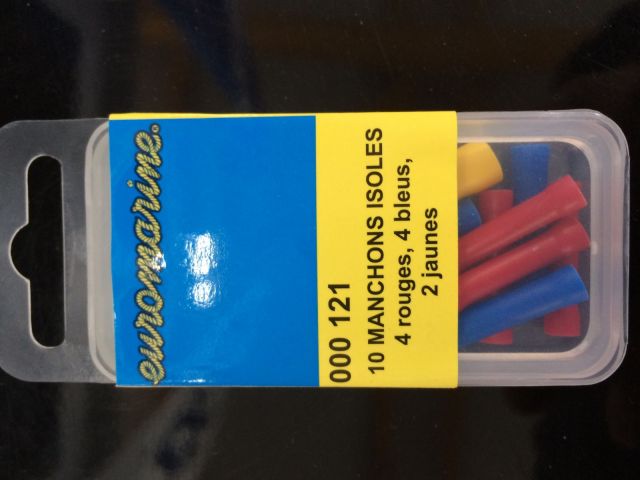 euromarine.
000 121
10 MANCHONS ISOLES
4 rouges, 4 bleus,
2 jaunes